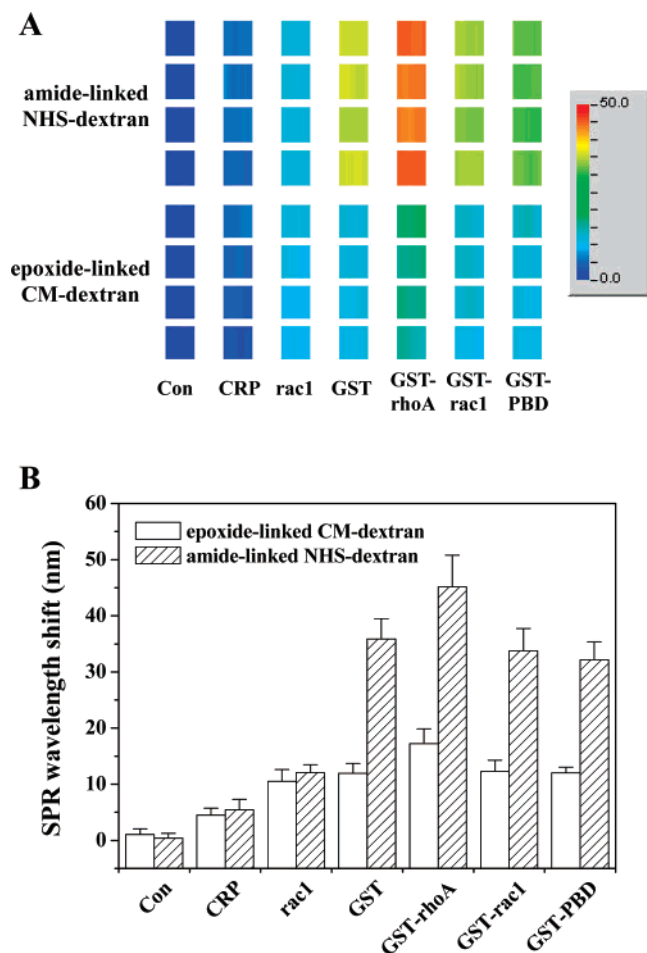 A
amide-linked
NHS-dextran
epoxide-linked
CM-dextran
50.0
0.0
Con CRP rac1 GST GST-rhoA GST-rac1 GST-PBD
B
SPR wavelength shift (nm)
60
50
40
30
20
10
0
epoxide-linked CM-dextran
amide-linked NHS-dextran
Con CRP rac1 GST GST-rhoA GST-rac1 GST-PBD